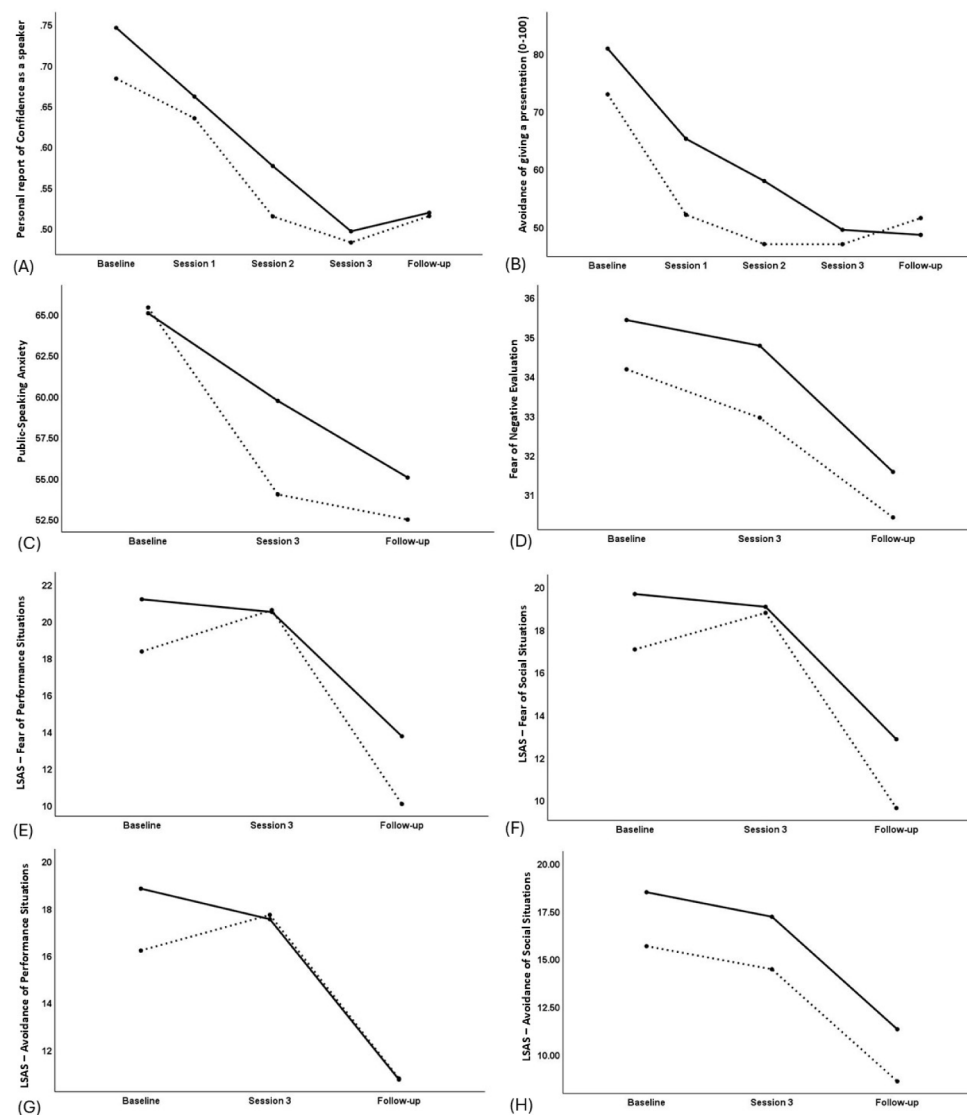 Personal report of Confidence as a speaker
.75
.70
.65
.60
.55
.50
Baseline
Session 1
Session 2
Session 3
Follow-up
(A)
Avoidance of giving a presentation (0-100)
80
70
60
50
Baseline
Session 1
Session 2
Session 3
Follow-up
(B)
Public-Speaking Anxiety
65.00
62.50
60.00
57.50
55.00
52.50
Baseline
Session 3
Follow-up
(C)
Fear of Negative Evaluation
36
35
34
33
32
31
Baseline
Session 3
Follow-up
(D)
LSAS – Fear of Performance Situations
22
20
18
16
14
12
10
Baseline
Session 3
Follow-up
(E)
LSAS – Fear of Social Situations
20
18
16
14
12
10
Baseline
Session 3
Follow-up
(F)
LSAS – Avoidance of Performance Situations
20
18
16
14
12
Baseline
Session 3
Follow-up
(G)
LSAS – Avoidance of Social Situations
20.00
17.50
15.00
12.50
10.00
Baseline
Session 3
Follow-up
(H)